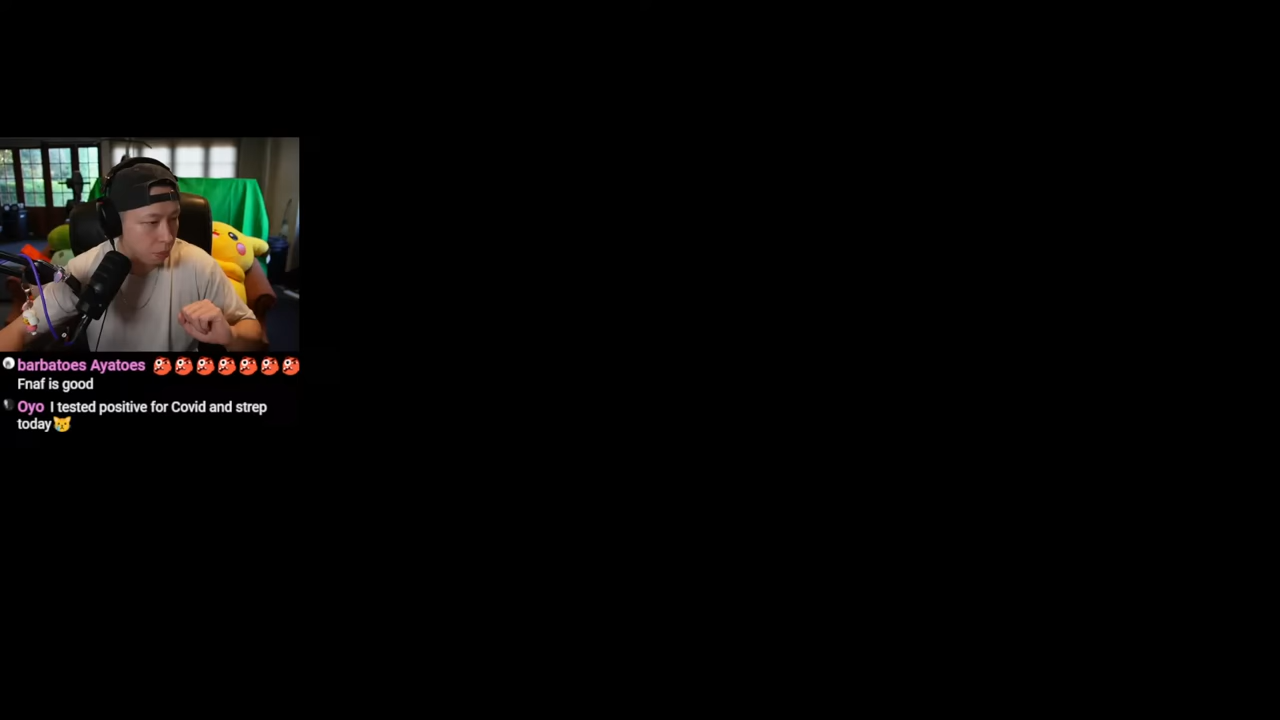 barbatoes Ayatoes
Fnaf is good
Oyo I tested positive for Covid and strep
today😿